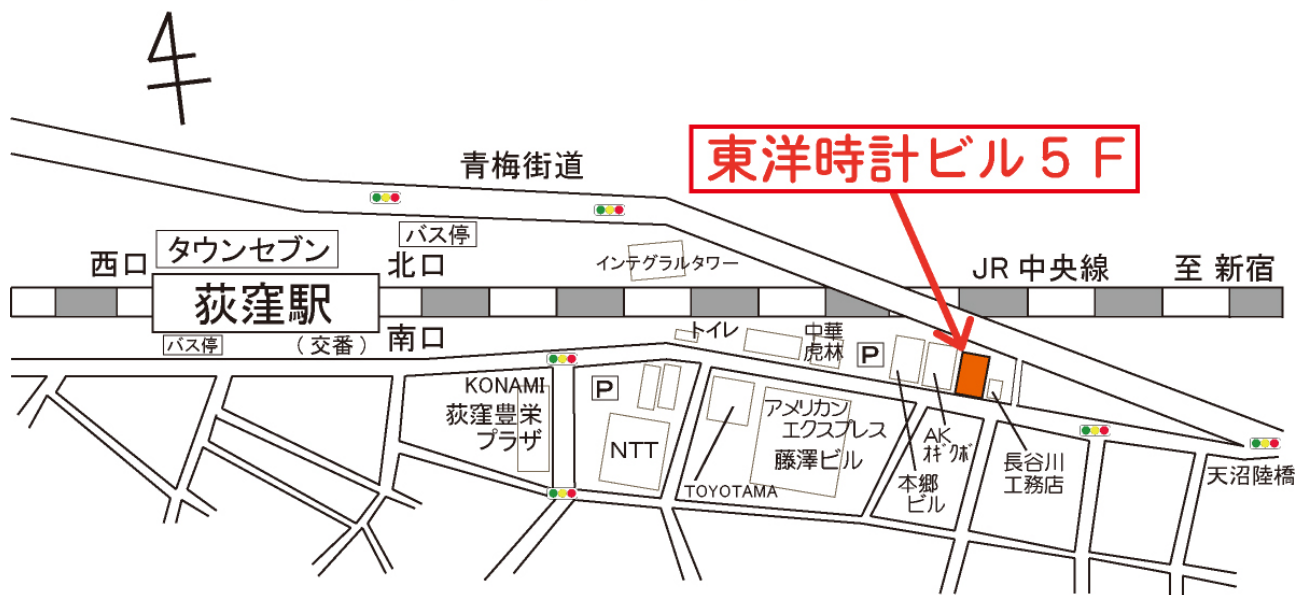 東洋時計ビル5F
青梅街道
バス停
タウンセブン
西口
北口
インテグラルタワー
JR 中央線
至 新宿
荻窪駅
バス停
(交番)
南口
トイレ
中華
虎林
P
KONAMI
荻窪豊栄
プラザ
P
NTT
TOYOTAMA
アメリカン
エクスプレス
藤澤ビル
本郷
ビル
AK
ｵｷﾞｸﾎﾞ
長谷川
工務店
天沼陸橋